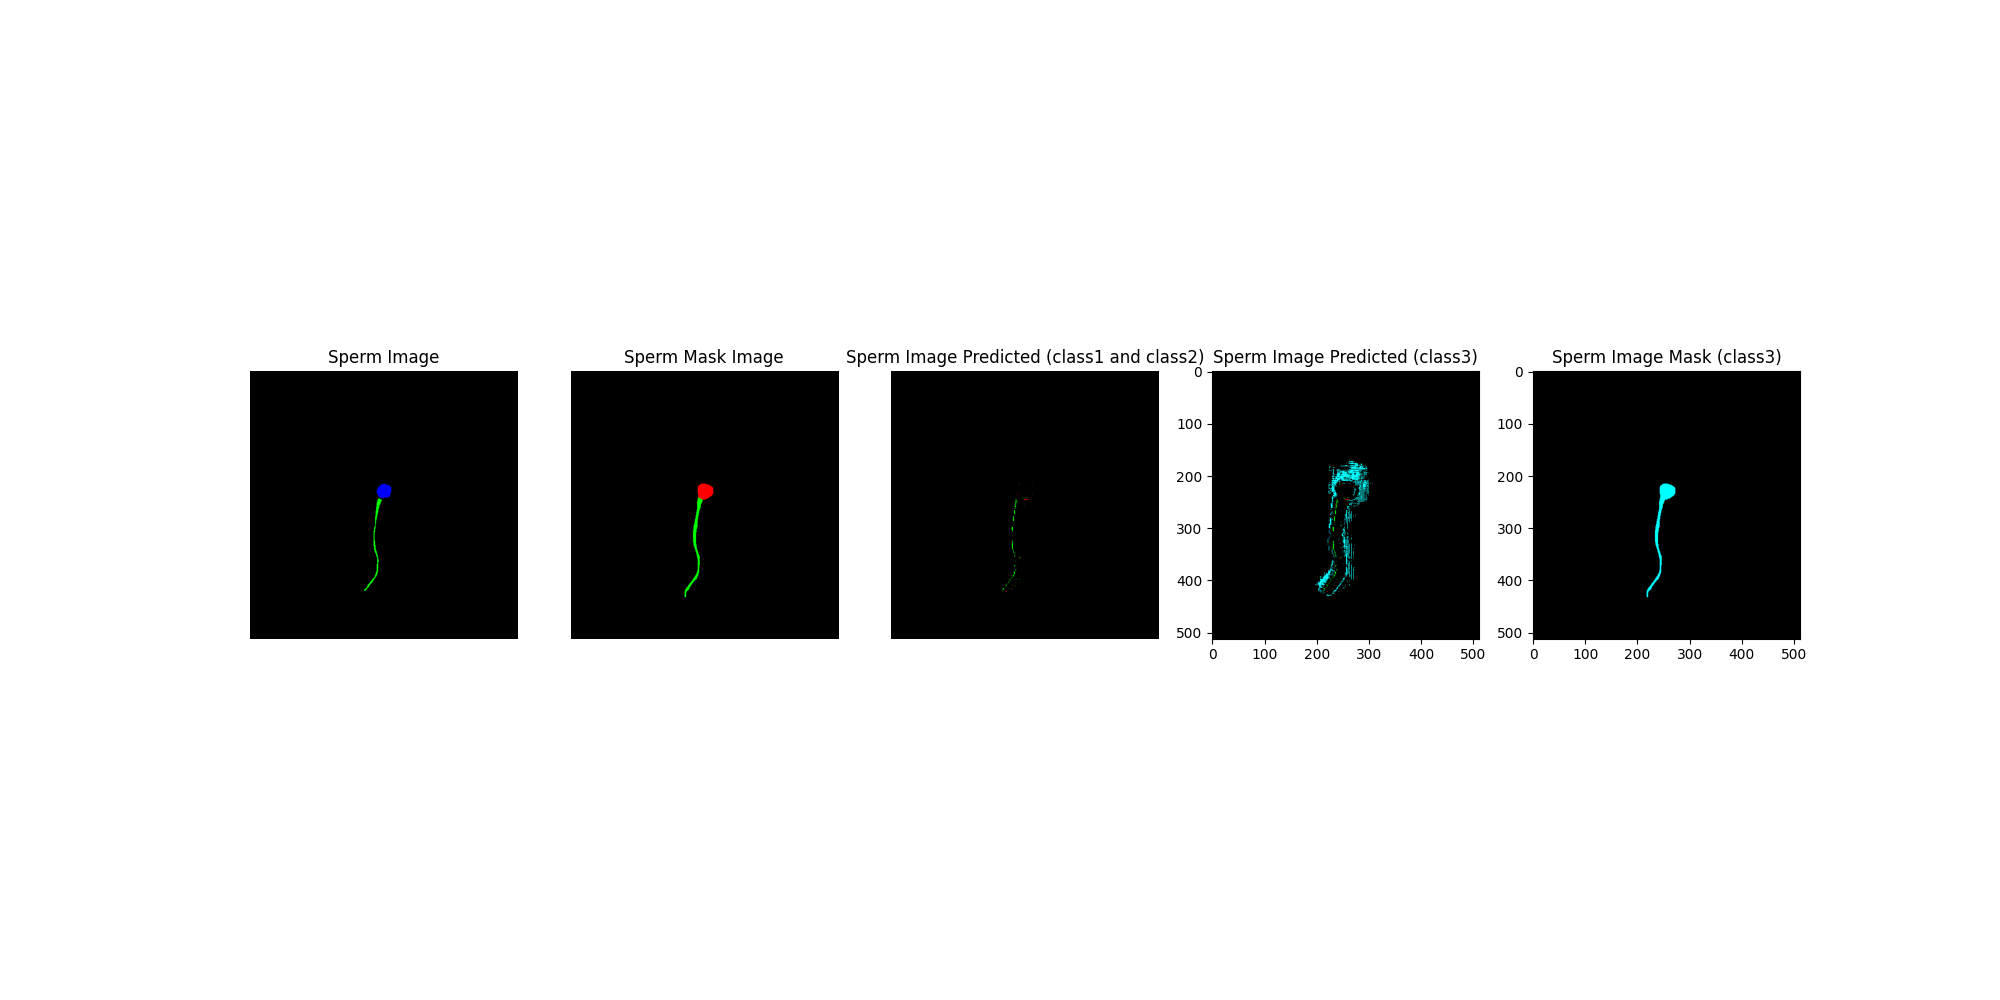 Sperm Image
Sperm Mask Image
Sperm Image Predicted (class1 and class2)
Sperm Image Predicted (class3)
Sperm Image Mask (class3)
0
100
200
300
400
500
0 100 200 300 400 500
0
100
200
300
400
500
0 100 200 300 400 500